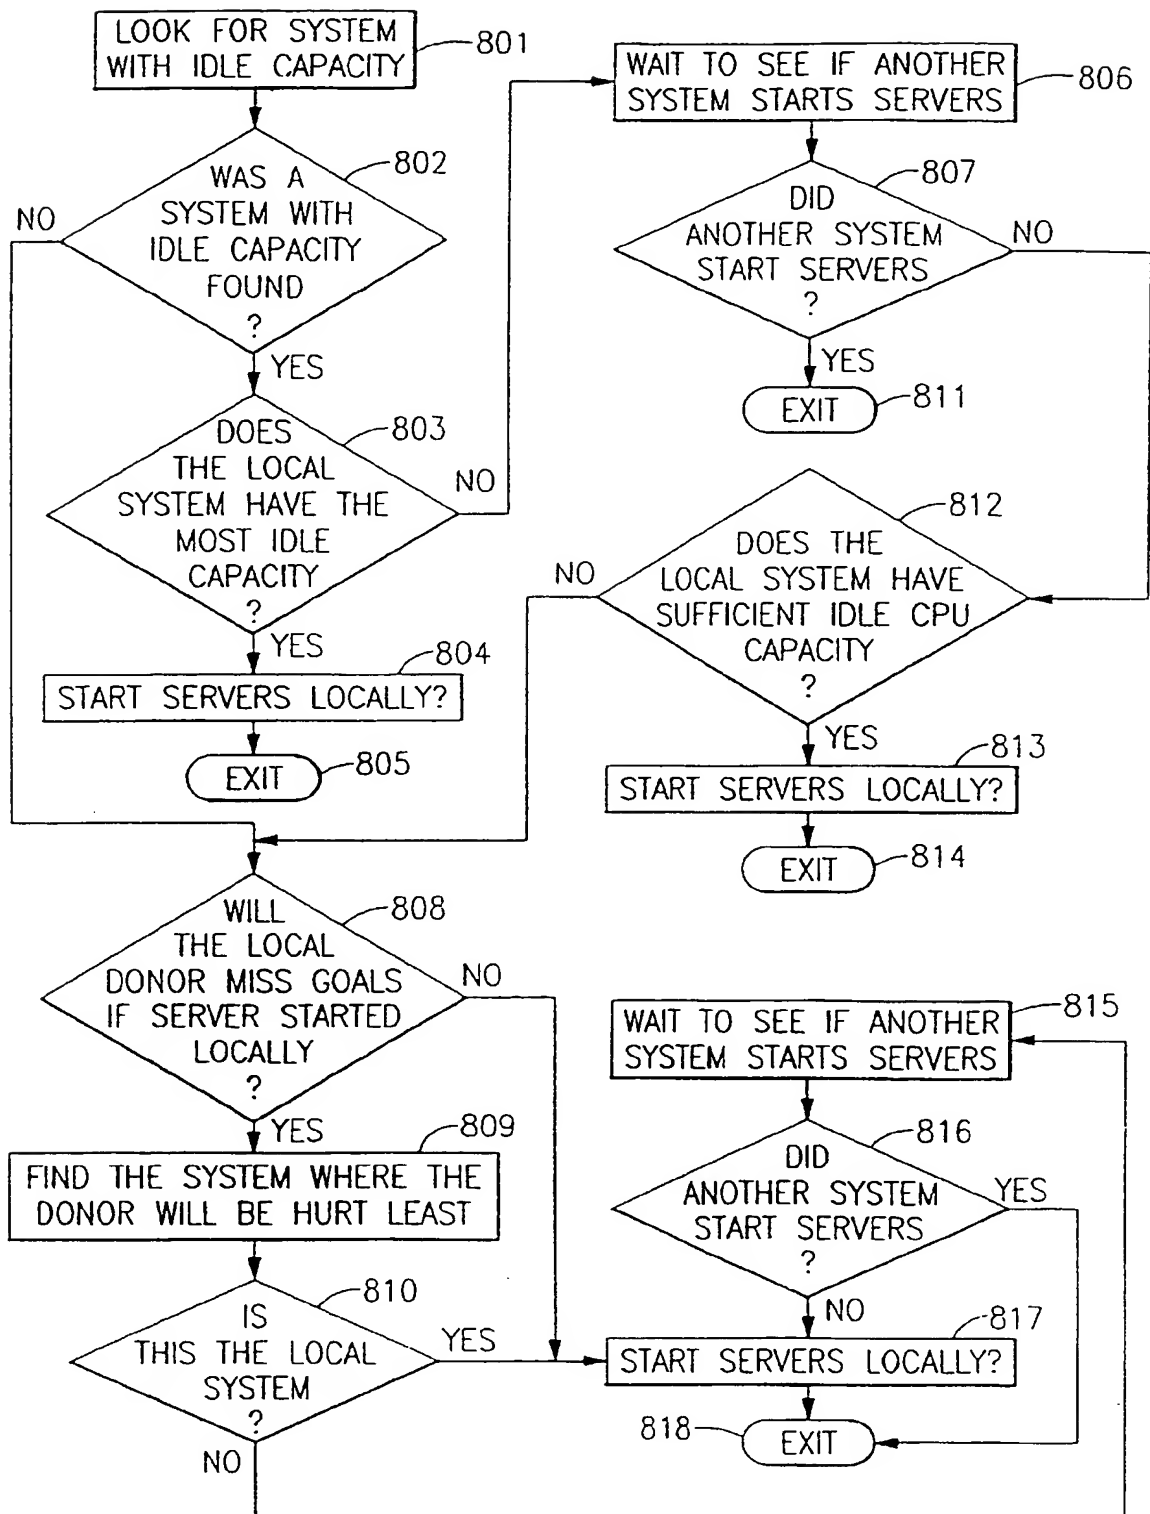 LOOK FOR SYSTEM
WITH IDLE CAPACITY
801
WAS A
SYSTEM WITH
IDLE CAPACITY
FOUND
?
802
NO
YES
DOES
THE LOCAL
SYSTEM HAVE THE
MOST IDLE
CAPACITY
?
803
NO
YES
804
START SERVERS LOCALLY?
EXIT
805
WAIT TO SEE IF ANOTHER
SYSTEM STARTS SERVERS
806
807
DID
ANOTHER SYSTEM
START SERVERS
?
NO
YES
EXIT
811
812
DOES THE
LOCAL SYSTEM HAVE
SUFFICIENT IDLE CPU
CAPACITY
?
NO
YES
813
START SERVERS LOCALLY?
EXIT
814
808
WILL
THE LOCAL
DONOR MISS GOALS
IF SERVER STARTED
LOCALLY
?
NO
YES
809
FIND THE SYSTEM WHERE THE
DONOR WILL BE HURT LEAST
810
IS
THIS THE LOCAL
SYSTEM
?
YES
NO
815
WAIT TO SEE IF ANOTHER
SYSTEM STARTS SERVERS
816
DID
ANOTHER SYSTEM
START SERVERS
?
YES
NO
817
START SERVERS LOCALLY?
818
EXIT